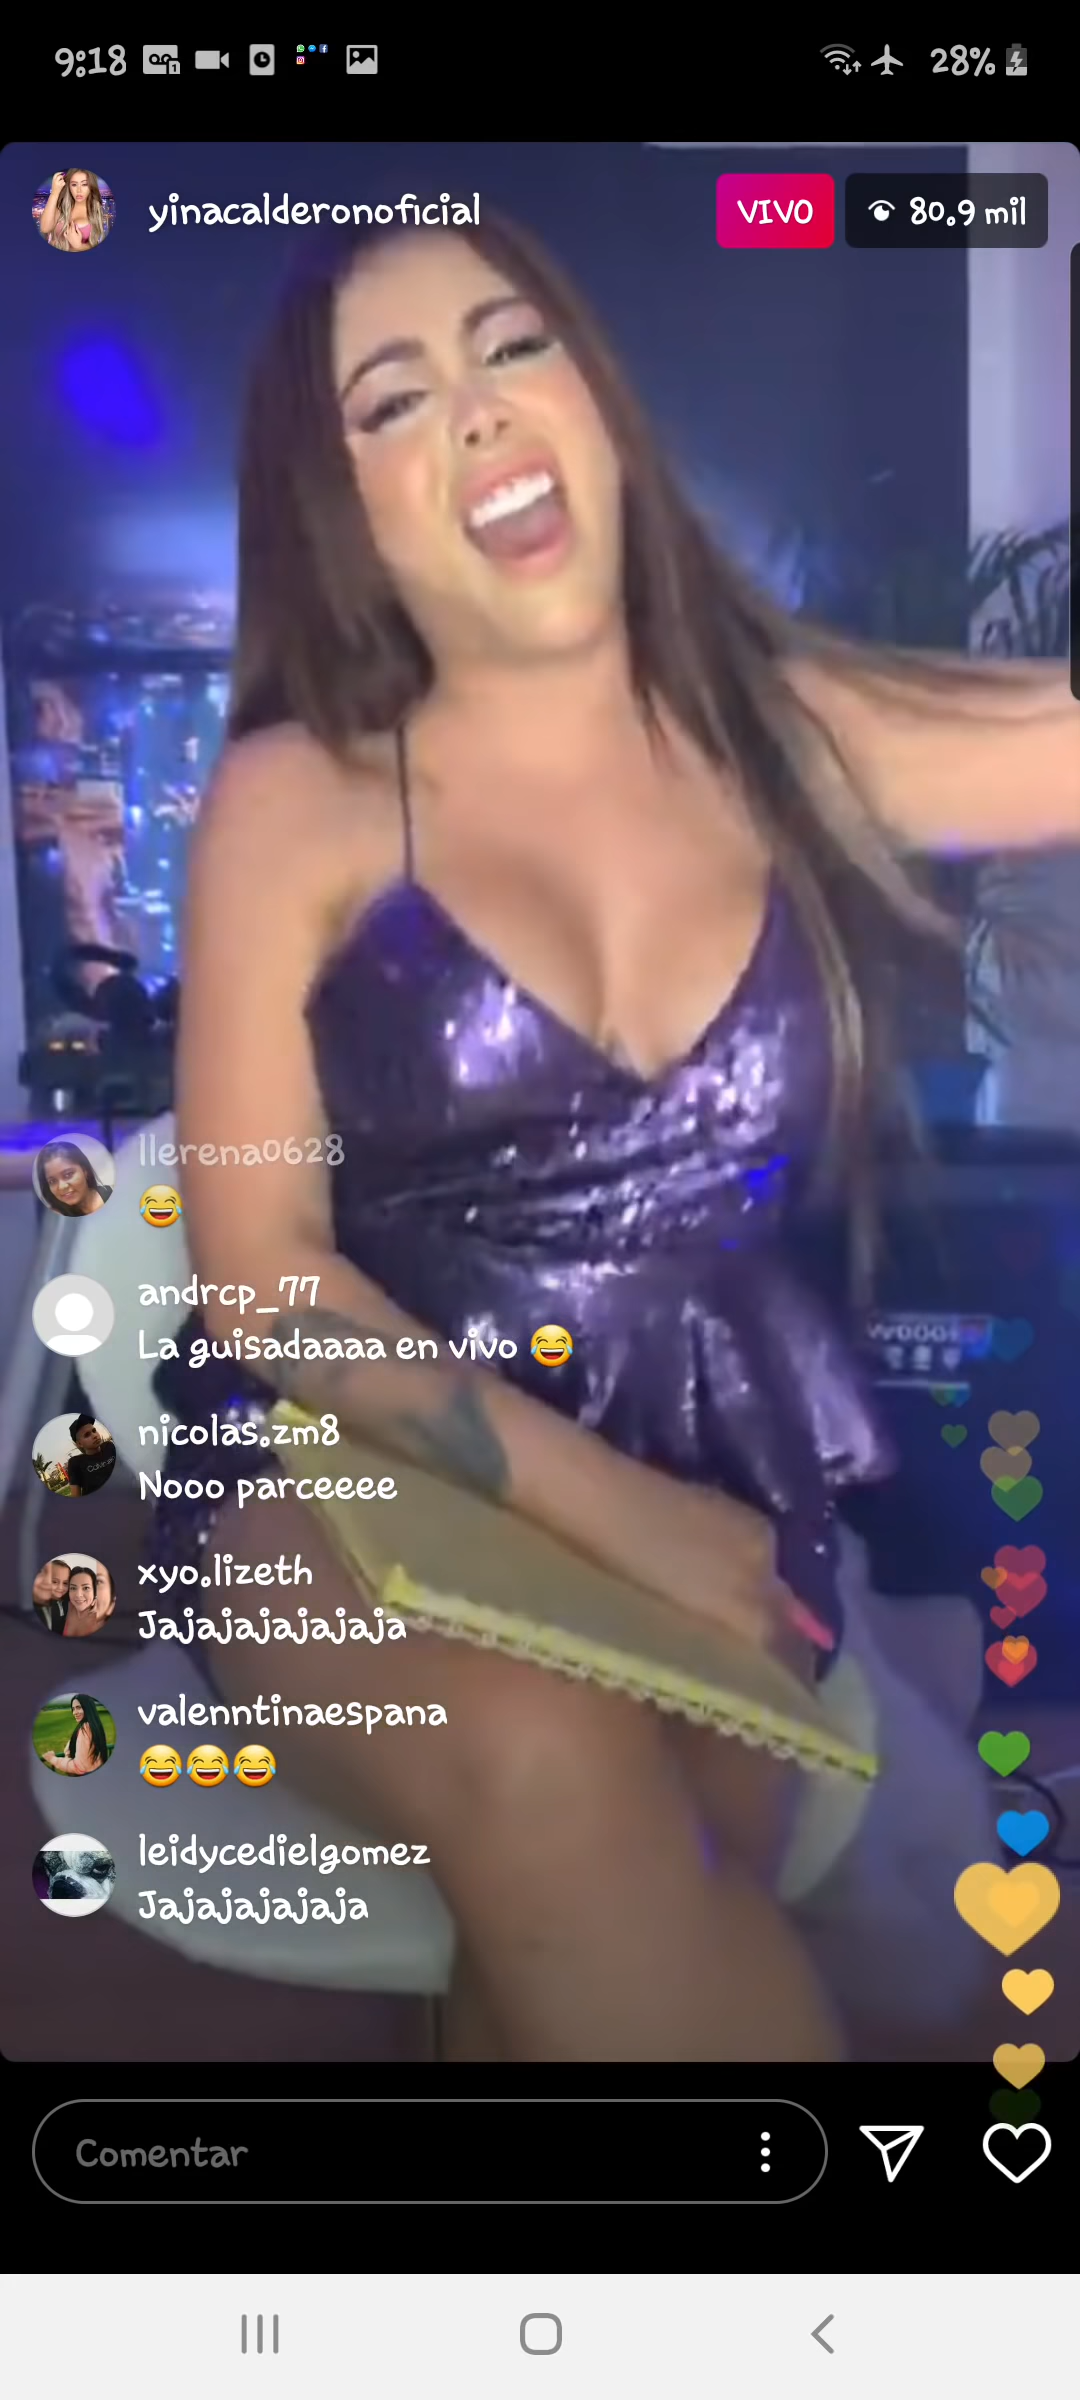 9:18
28%
yinacalderonoficial
VIVO
80.9 mil
llerena0628
😂
andrcp_77
La guisadaaaa en vivo 😂
nicolas.zm8
Nooo parceeee
xyo.lizeth
Jajajajajajaja
valenntinaespana
😂😂😂
leidycedielgomez
Jajajajajaja
Comentar